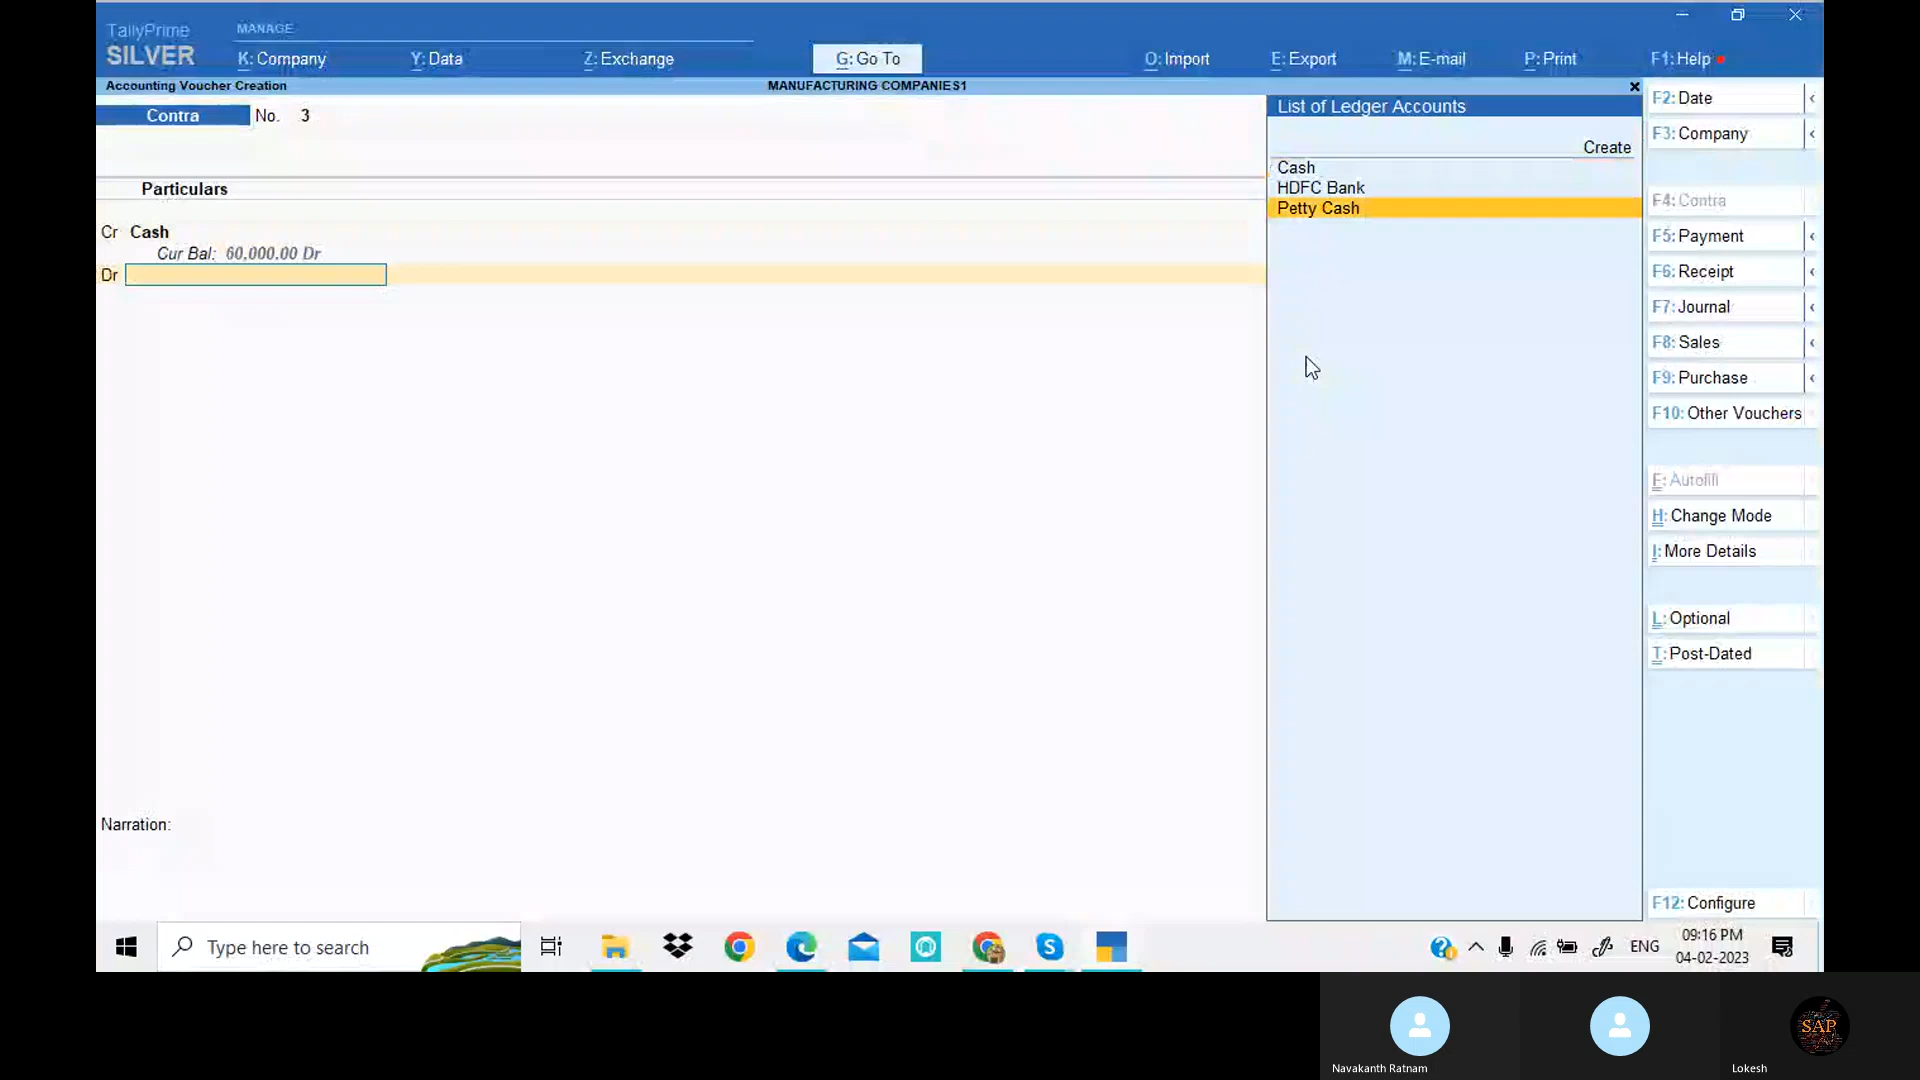 TallyPrime
SILVER
MANAGE
K: Company
Y: Data
Z: Exchange
G: Go To
O: Import
E: Export
M: E-mail
P: Print
F1: Help
Accounting Voucher Creation
MANUFACTURING COMPANIES1
Contra No. 3
Particulars
Cr Cash
Cur Bal: 60,000.00 Dr
Dr
Narration:
List of Ledger Accounts
Create
Cash
HDFC Bank
Petty Cash
F2: Date
F3: Company
F4: Contra
F5: Payment
F6: Receipt
F7: Journal
F8: Sales
F9: Purchase
F10: Other Vouchers
E: Autofill
H: Change Mode
I: More Details
L: Optional
T: Post-Dated
F12: Configure
Type here to search
ENG
09:16 PM
04-02-2023
SAP
Navakanth Ratnam
Lokesh